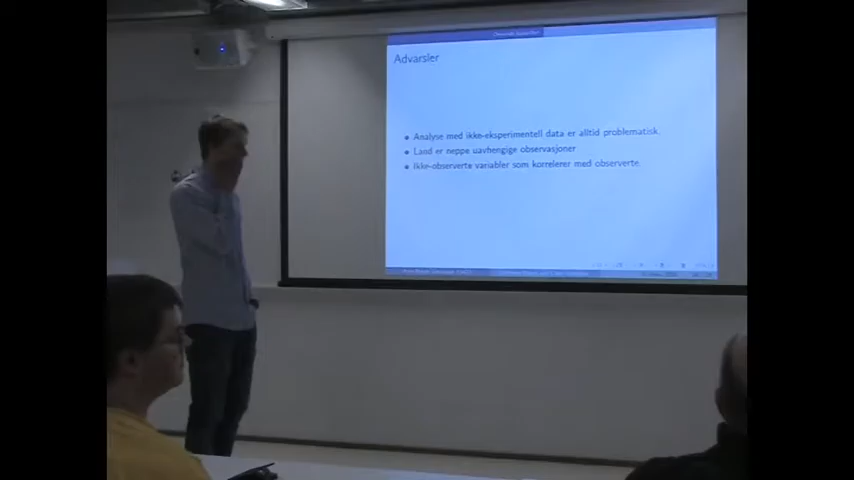 Advarsler
Analyse med ikke-eksperimentell data er alltid problematisk.
Land er neppe uavhengige observasjoner
Ikke-observerte variabler som korrelerer med observerte